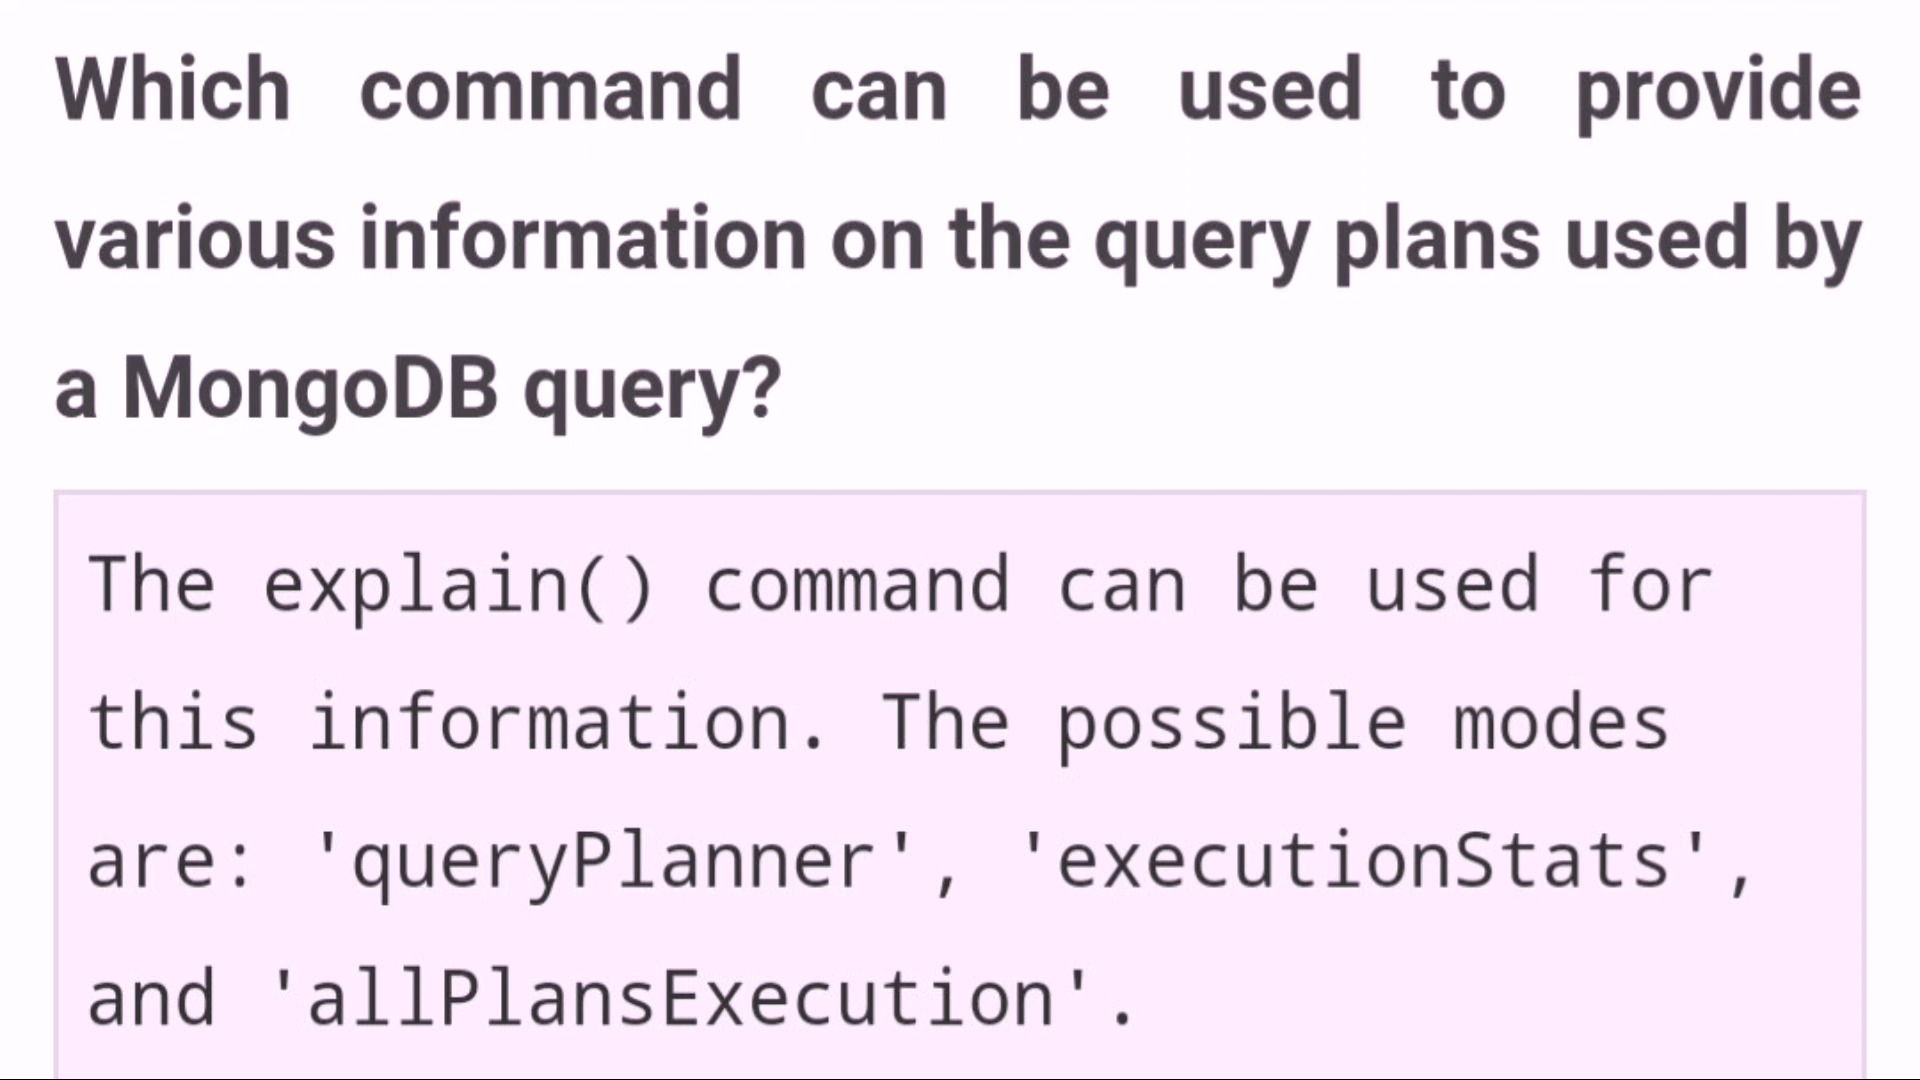 Which command can be used to provide
various information on the query plans used by
a MongoDB query?
The explain() command can be used for
this information. The possible modes
are: 'queryPlanner', 'executionStats',
and 'allPlansExecution'.